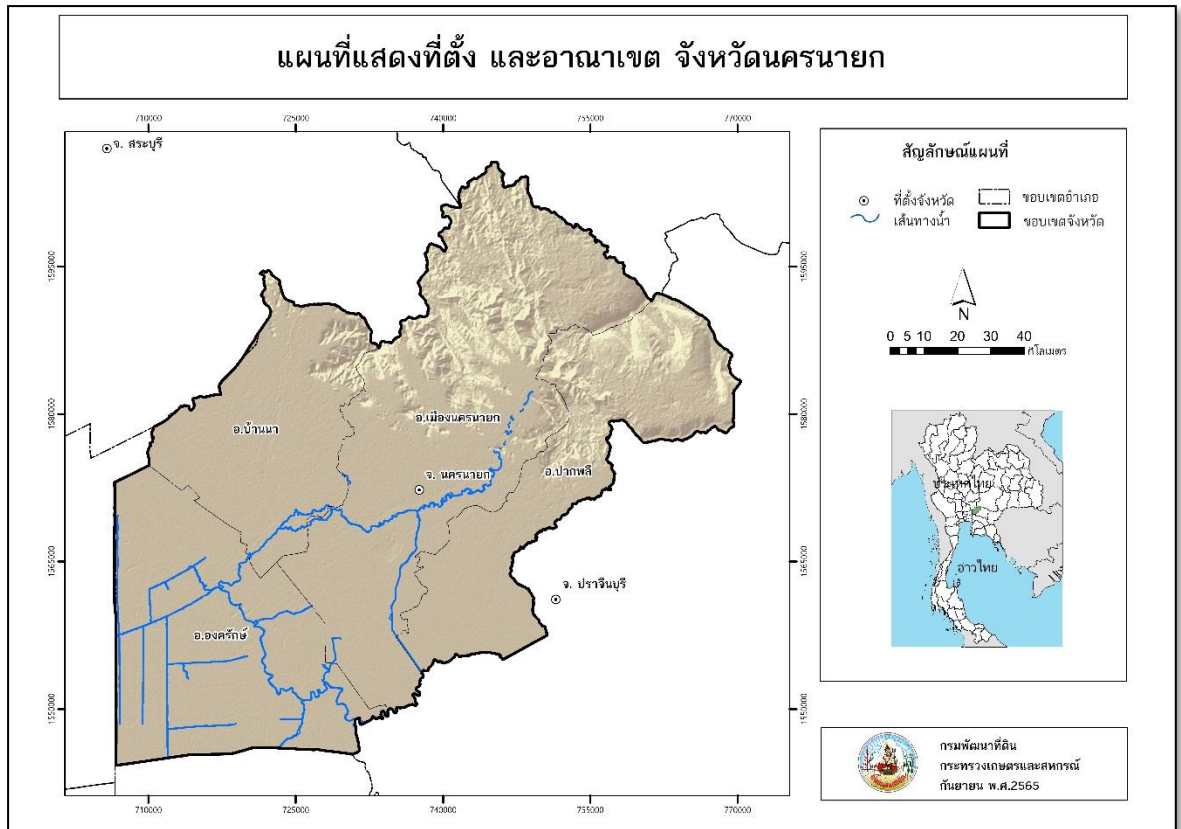 แผนที่แสดงที่ตั้ง และอาณาเขต จังหวัดนครนายก
710000 725000 740000 755000 770000
จ. สระบุรี
1595000 1595000
1580000 1580000
อ.เมืองนครนายก
อ.บ้านนา
อ.ปากพลี
จ. นครนายก
1565000 1565000
จ. ปราจีนบุรี
อ.องครักษ์
1550000 1550000
710000 725000 740000 755000 770000
สัญลักษณ์แผนที่
ที่ตั้งจังหวัด ขอบเขตอำเภอ
เส้นทางน้ำ ขอบเขตจังหวัด
N
0 5 10 20 30 40
กิโลเมตร
ประเทศไทย
อ่าวไทย
กรมพัฒนาที่ดิน
กระทรวงเกษตรและสหกรณ์
กันยายน พ.ศ.2565